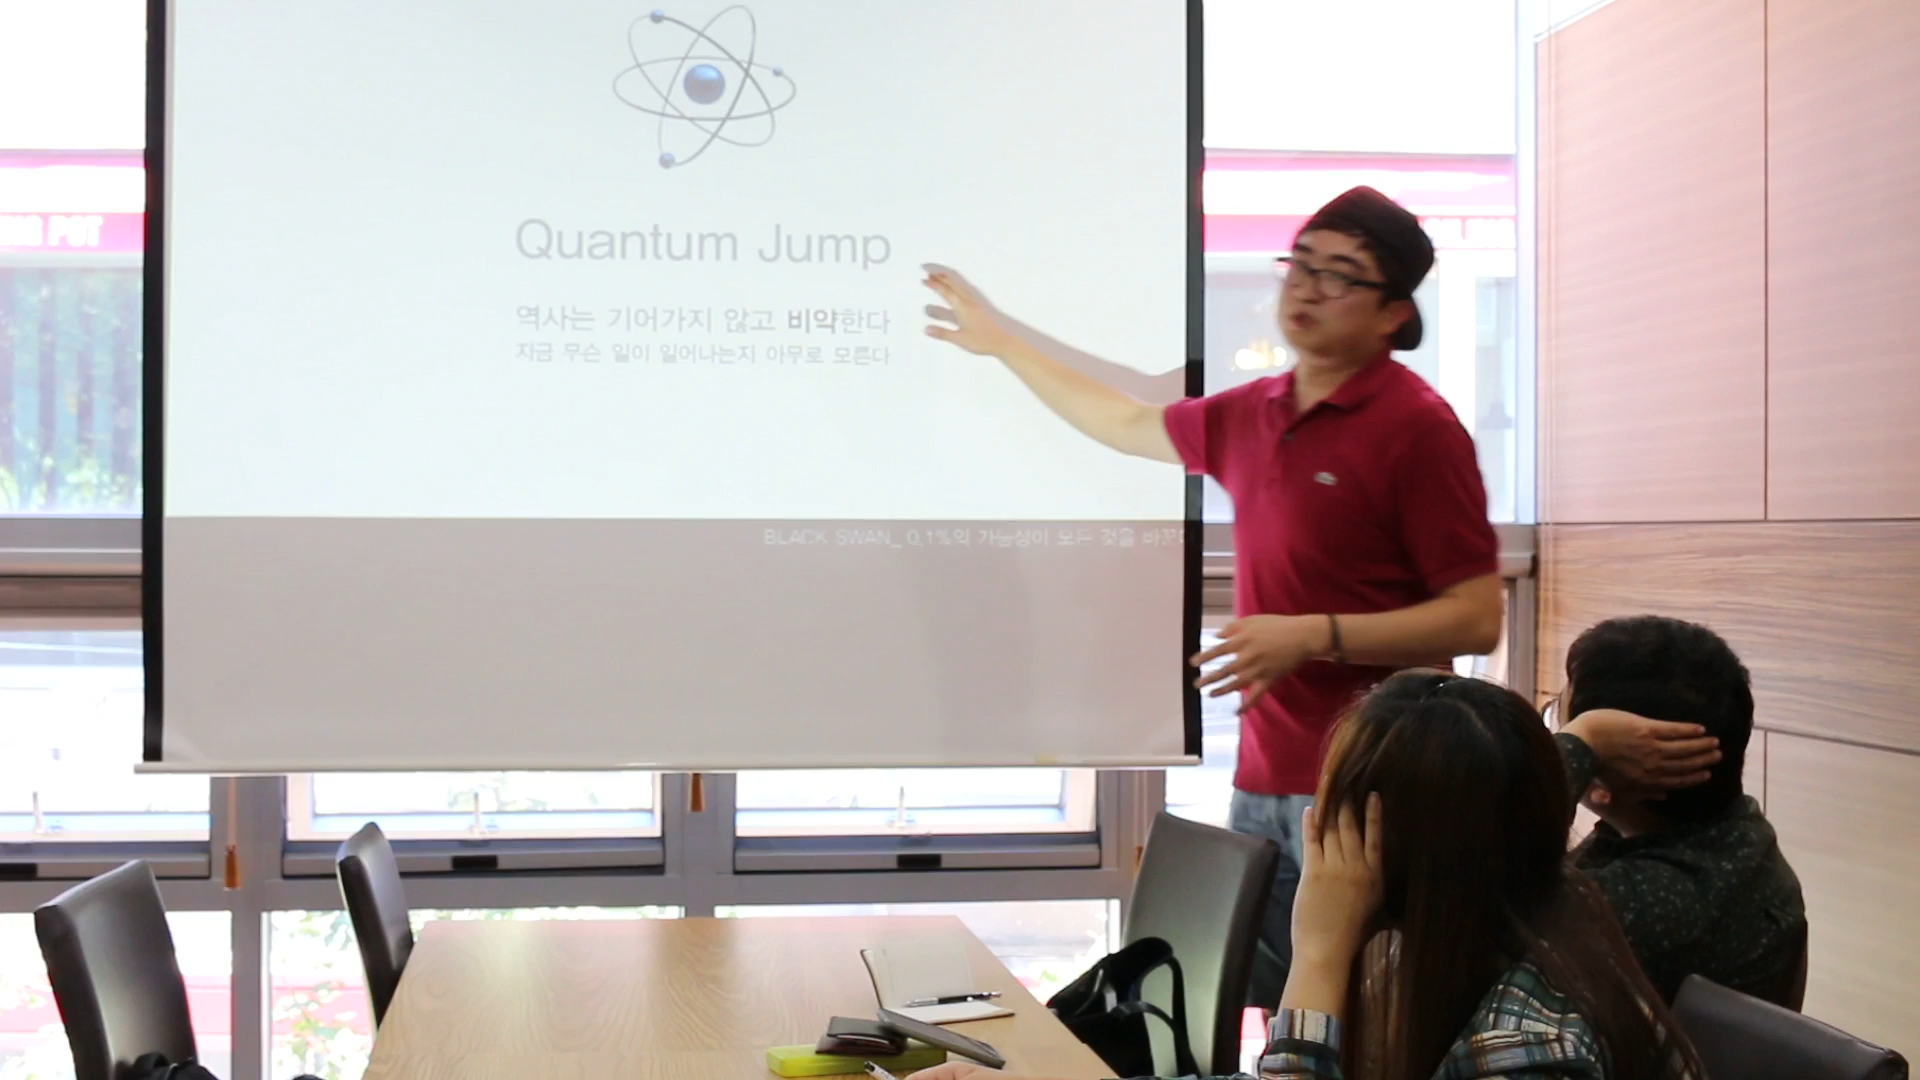 Quantum Jump
역사는 기어가지 않고 비약한다
지금 무슨 일이 일어나는지 아무도 모른다
BLACK SWAN_ 0.1%의 가능성이 모든 것을 바꾼다
POT